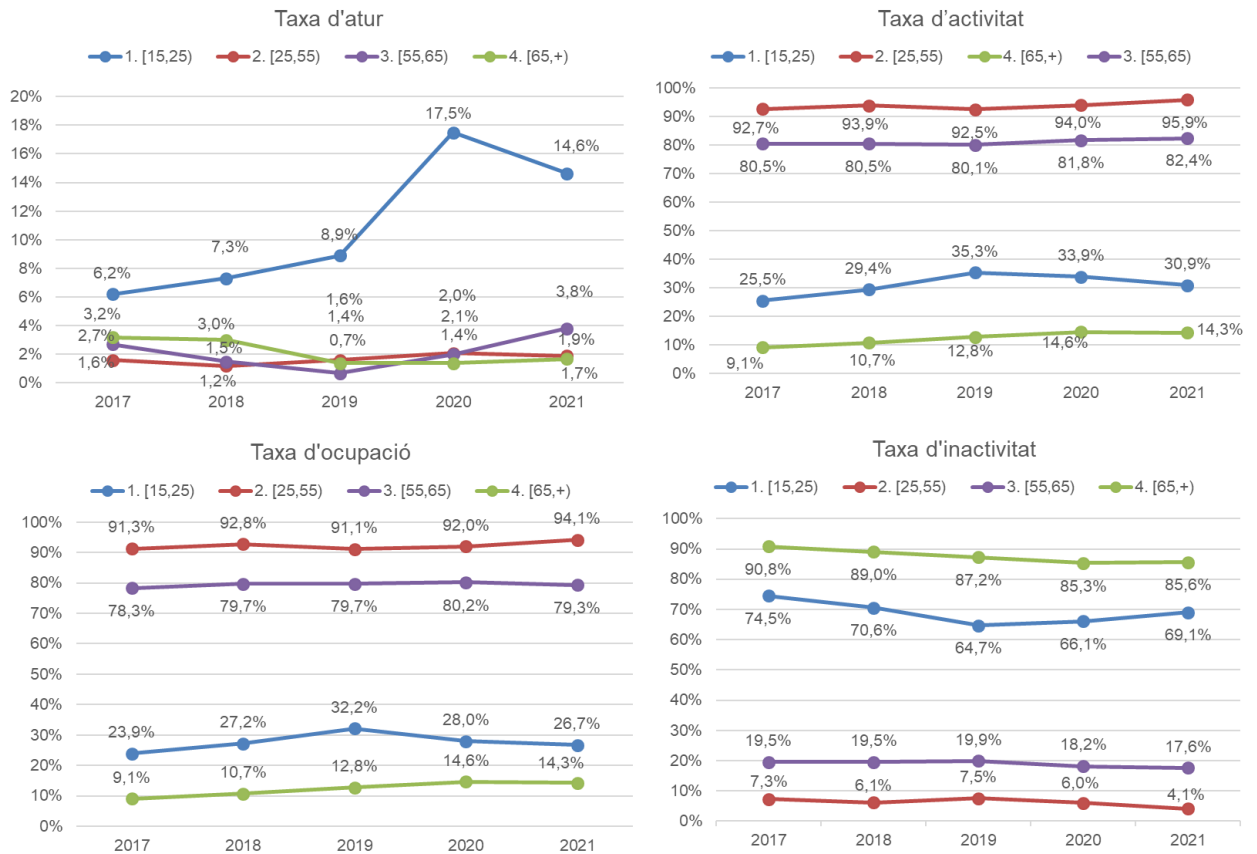 Taxa d'atur
1. [15,25) 2. [25,55) 3. [55,65) 4. [65,+)
20%
18%
16%
14%
12%
10%
8%
6%
4%
2%
0%
17,5%
14,6%
8,9%
7,3%
6,2%
3,2%
2,7%
1,6%
3,0%
1,5%
1,2%
1,6%
1,4%
0,7%
2,0%
2,1%
1,4%
3,8%
1,9%
1,7%
2017 2018 2019 2020 2021
Taxa d’activitat
1. [15,25) 2. [25,55) 4. [65,+) 3. [55,65)
100%
90%
80%
70%
60%
50%
40%
30%
20%
10%
0%
92,7% 93,9% 92,5% 94,0% 95,9%
80,5% 80,5% 80,1% 81,8% 82,4%
25,5% 29,4% 35,3% 33,9% 30,9%
9,1% 10,7% 12,8% 14,6% 14,3%
2017 2018 2019 2020 2021
Taxa d'ocupació
1. [15,25) 2. [25,55) 3. [55,65) 4. [65,+)
100%
90%
80%
70%
60%
50%
40%
30%
20%
10%
0%
91,3% 92,8% 91,1% 92,0% 94,1%
78,3% 79,7% 79,7% 80,2% 79,3%
23,9% 27,2% 32,2% 28,0% 26,7%
9,1% 10,7% 12,8% 14,6% 14,3%
2017 2018 2019 2020 2021
Taxa d'inactivitat
1. [15,25) 2. [25,55) 3. [55,65) 4. [65,+)
100%
90%
80%
70%
60%
50%
40%
30%
20%
10%
0%
90,8% 89,0% 87,2% 85,3% 85,6%
74,5% 70,6% 64,7% 66,1% 69,1%
19,5% 19,5% 19,9% 18,2% 17,6%
7,3% 6,1% 7,5% 6,0% 4,1%
2017 2018 2019 2020 2021